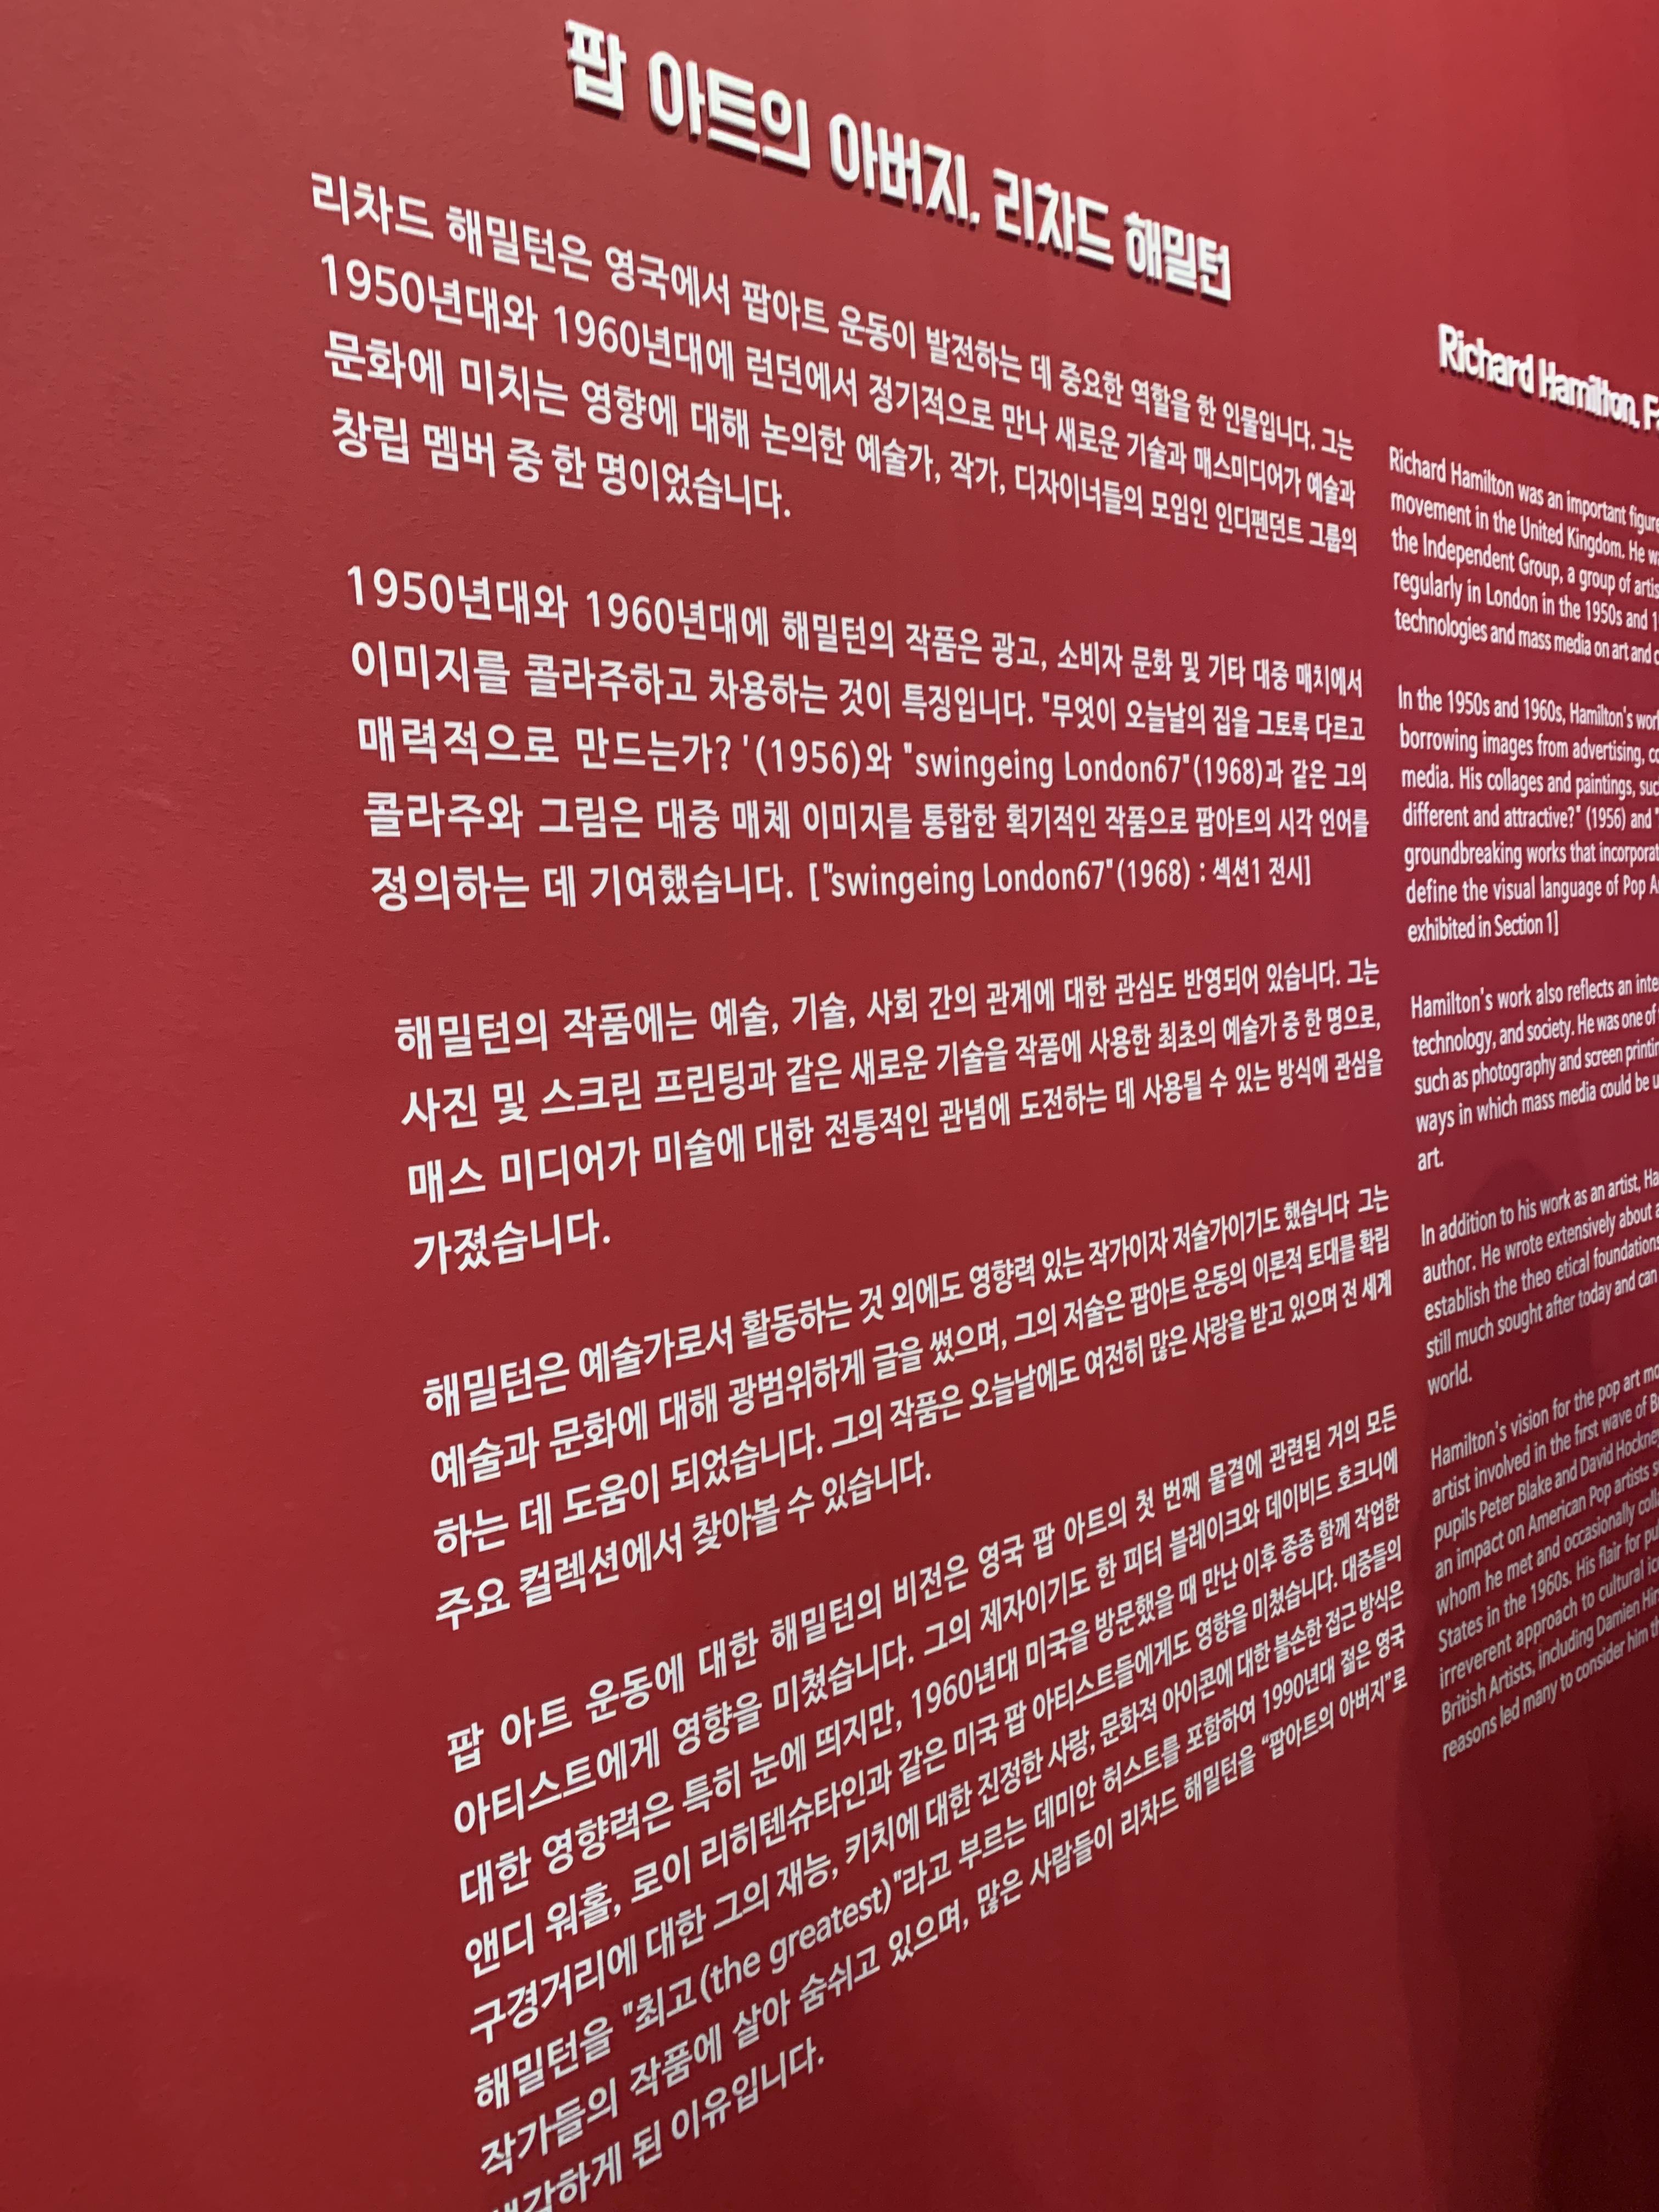 팝 아트의 아버지, 리차드 해밀턴
리차드 해밀턴은 영국에서 팝아트 운동이 발전하는 데 중요한 역할을 한 인물입니다. 그는
1950년대와 1960년대에 런던에서 정기적으로 만나 새로운 기술과 매스미디어가 예술과
문화에 미치는 영향에 대해 논의한 예술가, 작가, 디자이너들의 모임인 인디펜던트 그룹의
창립 멤버 중 한 명이었습니다.
1950년대와 1960년대에 해밀턴의 작품은 광고, 소비자 문화 및 기타 대중 매치에서
이미지를 콜라주하고 차용하는 것이 특징입니다. "무엇이 오늘날의 집을 그토록 다르고
매력적으로 만드는가? '(1956)와 "swingeing London67"(1968)과 같은 그의
콜라주와 그림은 대중 매체 이미지를 통합한 획기적인 작품으로 팝아트의 시각 언어를
정의하는 데 기여했습니다. ["swingeing London67"(1968) : 섹션1 전시]
해밀턴의 작품에는 예술, 기술, 사회 간의 관계에 대한 관심도 반영되어 있습니다. 그는
사진 및 스크린 프린팅과 같은 새로운 기술을 작품에 사용한 최초의 예술가 중 한 명으로,
매스 미디어가 미술에 대한 전통적인 관념에 도전하는 데 사용될 수 있는 방식에 관심을
가졌습니다.
해밀턴은 예술가로서 활동하는 것 외에도 영향력 있는 작가이자 저술가이기도 했습니다 그는
예술과 문화에 대해 광범위하게 글을 썼으며, 그의 저술은 팝아트 운동의 이론적 토대를 확립
하는 데 도움이 되었습니다. 그의 작품은 오늘날에도 여전히 많은 사랑을 받고 있으며 전 세계
주요 컬렉션에서 찾아볼 수 있습니다.
팝 아트 운동에 대한 해밀턴의 비전은 영국 팝 아트의 첫 번째 물결에 관련된 거의 모든
아티스트에게 영향을 미쳤습니다. 그의 제자이기도 한 피터 블레이크와 데이비드 호크니에
대한 영향력은 특히 눈에 띄지만, 1960년대 미국을 방문했을 때 만난 이후 종종 함께 작업한
앤디 워홀, 로이 리히텐슈타인과 같은 미국 팝 아티스트들에게도 영향을 미쳤습니다. 대중들의
구경거리에 대한 그의 재능, 키치에 대한 진정한 사랑, 문화적 아이콘에 대한 불손한 접근 방식은
해밀턴을 "최고(the greatest)"라고 부르는 데미안 허스트를 포함하여 1990년대 젊은 영국
작가들의 작품에 살아 숨쉬고 있으며, 많은 사람들이 리차드 해밀턴을 “팝아트의 아버지”로
생각하게 된 이유입니다.
Richard Hamilton,
Richard Hamilton was an important figure
movement in the United Kingdom. He
the Independent Group, a group of
regularly in London in the 1950s and
technologies and mass media on art and
In the 1950s and 1960s, Hamilton's
borrowing images from advertising,
media. His collages and paintings,
different and attractive?" (1956) and
groundbreaking works that
define the visual language of Pop
exhibited in Section 1]
Hamilton's work also reflects an
technology, and society. He was one of
such as photography and screen
ways in which mass media could be
art.
In addition to his work as an artist,
author. He wrote extensively about
establish the theo etical foundations
still much sought after today and can
world.
Hamilton's vision for the pop art
artist involved in the first wave of
pupils Peter Blake and David Hockney
an impact on American Pop artists
whom he met and occasionally
States in the 1960s. His flair for
irreverent approach to cultural
British Artists, including Damien
reasons led many to consider him